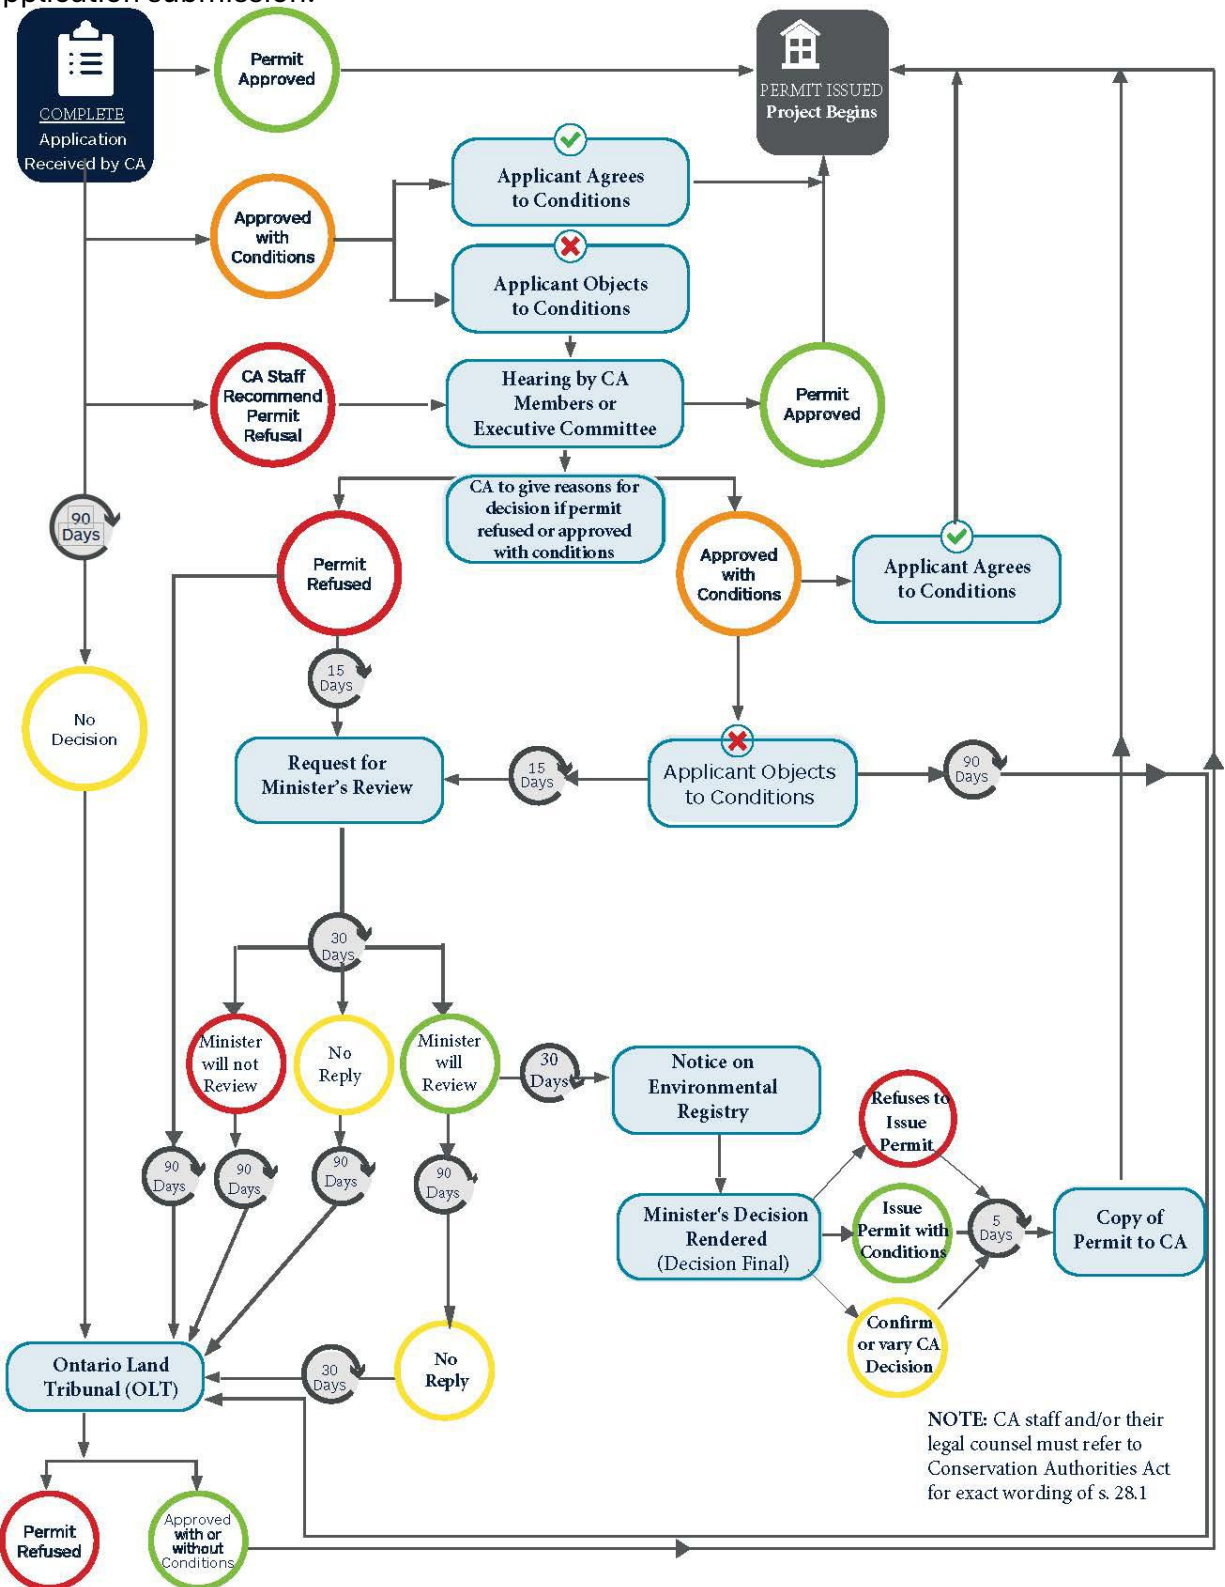 pplication submission.
COMPLETE
Application
Received by CA
Permit
Approved
PERMIT ISSUED
Project Begins
Applicant Agrees
to Conditions
Approved
with
Conditions
Applicant Objects
to Conditions
CA Staff
Recommend
Permit
Refusal
Hearing by CA
Members or
Executive Committee
Permit
Approved
90
Days
CA to give reasons for
decision if permit
refused or approved
with conditions
Permit
Refused
Approved
with
Conditions
Applicant Agrees
to Conditions
15
Days
No
Decision
Request for
Minister's Review
15
Days
Applicant Objects
to Conditions
90
Days
30
Days
Minister
will not
Review
No
Reply
Minister
will
Review
30
Days
Notice on
Environmental
Registry
Refuses to
Issue
Permit
90
Days
90
Days
90
Days
90
Days
Minister's Decision
Rendered
(Decision Final)
Issue
Permit with
Conditions
5
Days
Copy of
Permit to CA
Confirm
or vary CA
Decision
Ontario Land
Tribunal (OLT)
30
Days
No
Reply
NOTE: CA staff and/or their
legal counsel must refer to
Conservation Authorities Act
for exact wording of s. 28.1
Permit
Refused
Approved
with or
without
Conditions